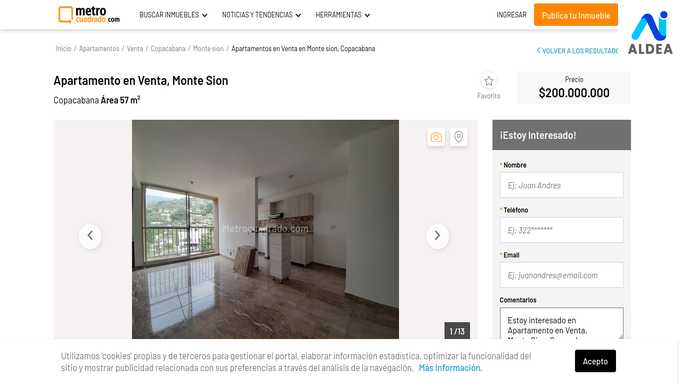 metro
cuadrado.com
BUSCAR INMUEBLES
NOTICIAS Y TENDENCIAS
HERRAMIENTAS
INGRESAR
Publica tu Inmueble
ALDEA
Inicio / Apartamentos / Venta / Copacabana / Monte-sion / Apartamentos en Venta en Monte sion, Copacabana
VOLVER A LOS RESULTADO
Apartamento en Venta, Monte Sion
Copacabana Área 57 m²
Favorito
Precio
$200.000.000
Metrocuadrado.com
1 /13
¡Estoy Interesado!
* Nombre
Ej: Juan Andres
* Teléfono
Ej: 322*******
* Email
Ej: juanandres@email.com
Comentarios
Estoy interesado en
Apartamento en Venta,
Utilizamos 'cookies' propias y de terceros para gestionar el portal, elaborar información estadística, optimizar la funcionalidad del
sitio y mostrar publicidad relacionada con sus preferencias a través del análisis de la navegación. Más información.
Acepto